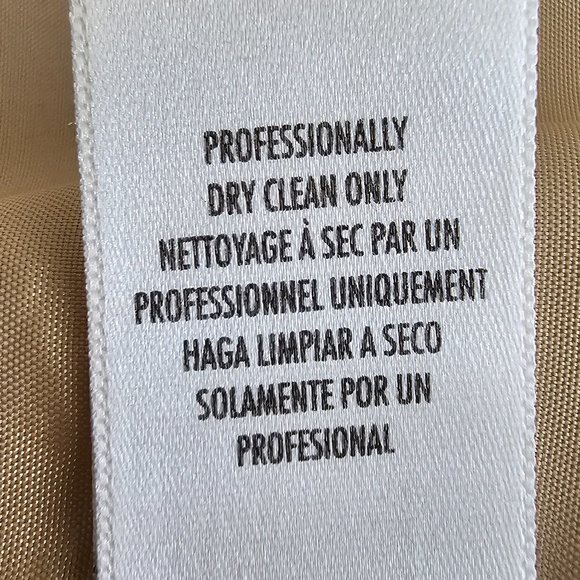 PROFESSIONALLY
DRY CLEAN ONLY
NETTOYAGE À SEC PAR UN
PROFESSIONNEL UNIQUEMENT
HAGA LIMPIAR A SECO
SOLAMENTE POR UN
PROFESIONAL